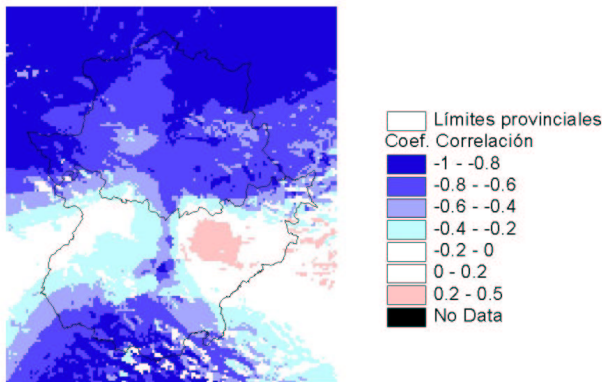 Límites provinciales
Coef. Correlación
-1 - -0.8
-0.8 - -0.6
-0.6 - -0.4
-0.4 - -0.2
-0.2 - 0
0 - 0.2
0.2 - 0.5
No Data